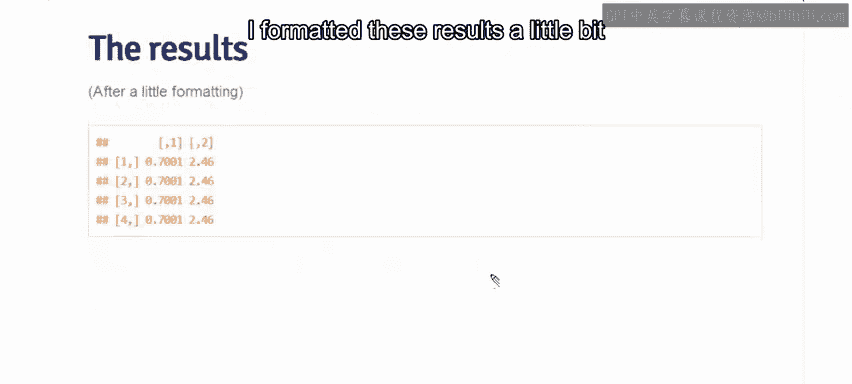 I formatted these results a little bit
The results
(After a little formatting)
## [,1] [,2]
## [1,] 0.7001 2.46
## [2,] 0.7001 2.46
## [3,] 0.7001 2.46
## [4,] 0.7001 2.46